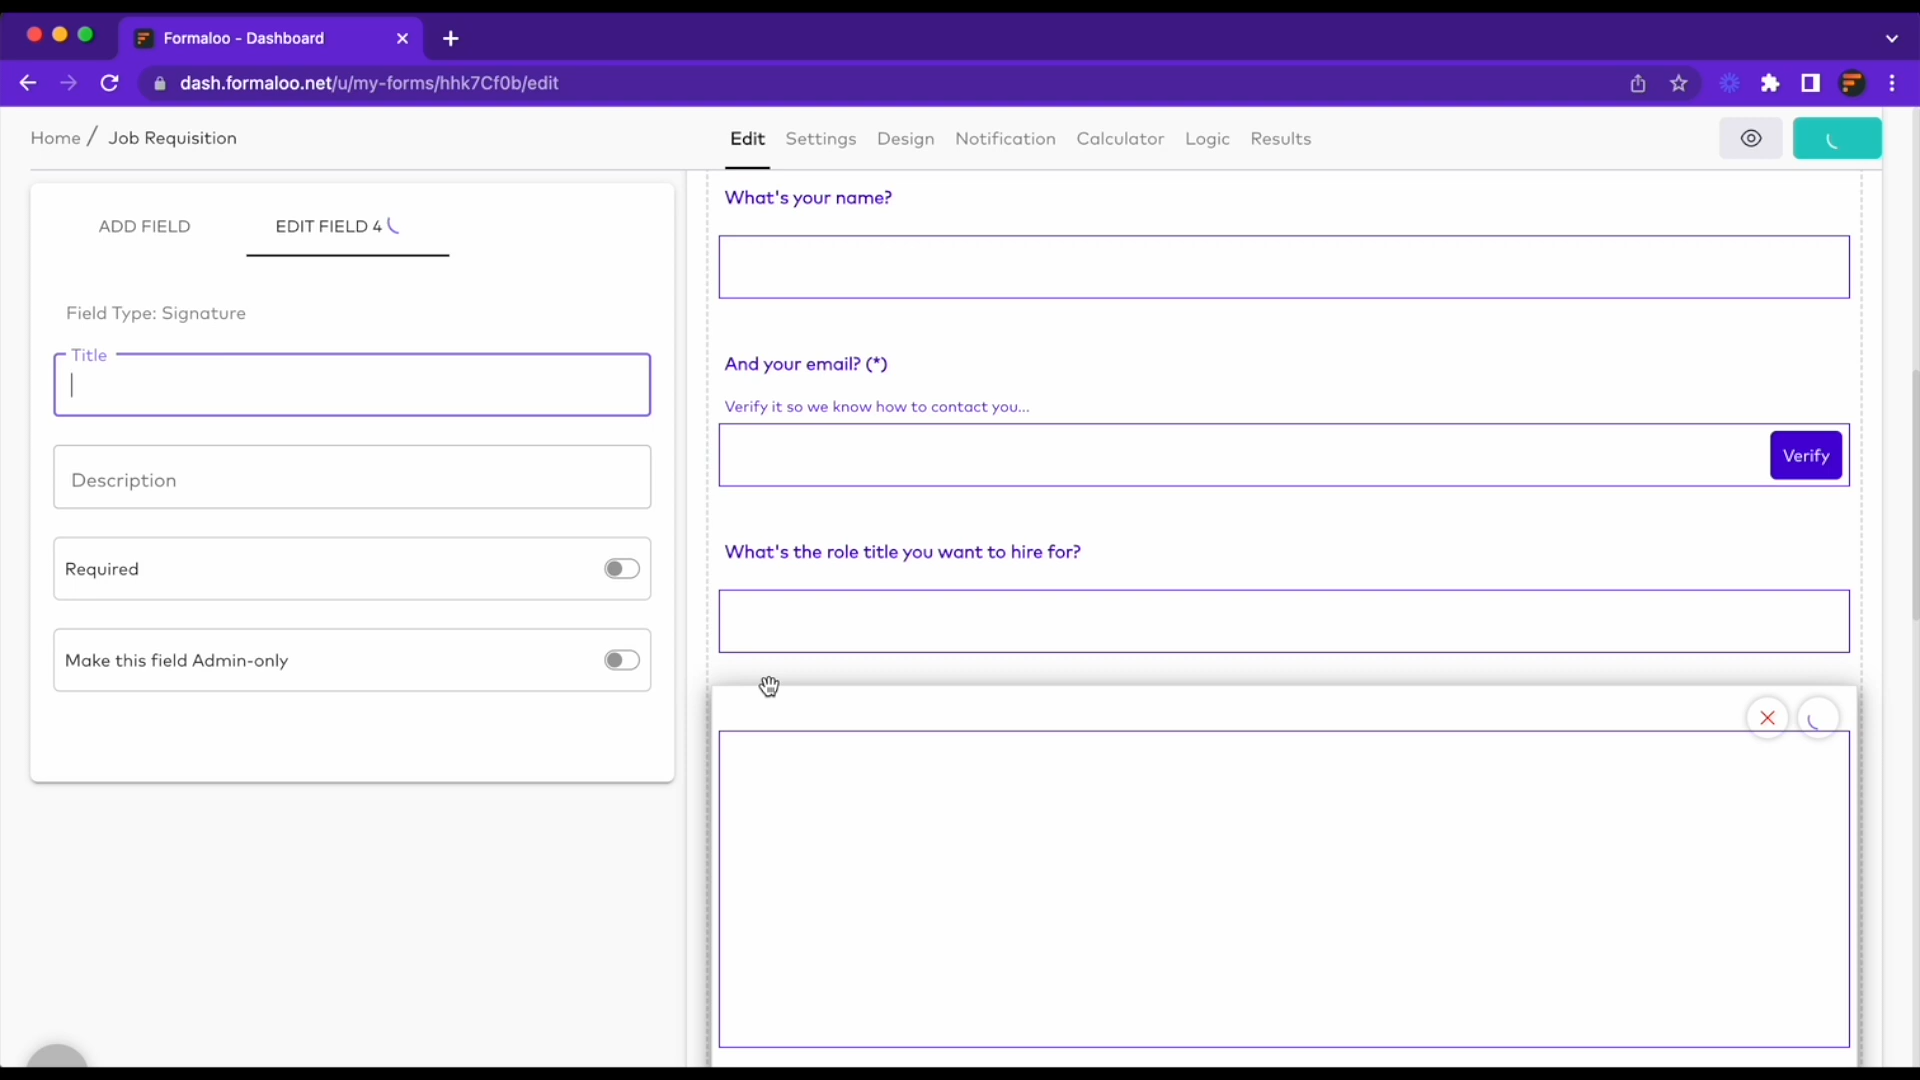 Formaloo - Dashboard
dash.formaloo.net/u/my-forms/hhk7Cf0b/edit
Home / Job Requisition
Edit Settings Design Notification Calculator Logic Results
ADD FIELD EDIT FIELD 4
Field Type: Signature
Title
Description
Required
Make this field Admin-only
What's your name?
And your email? (*)
Verify it so we know how to contact you...
Verify
What's the role title you want to hire for?